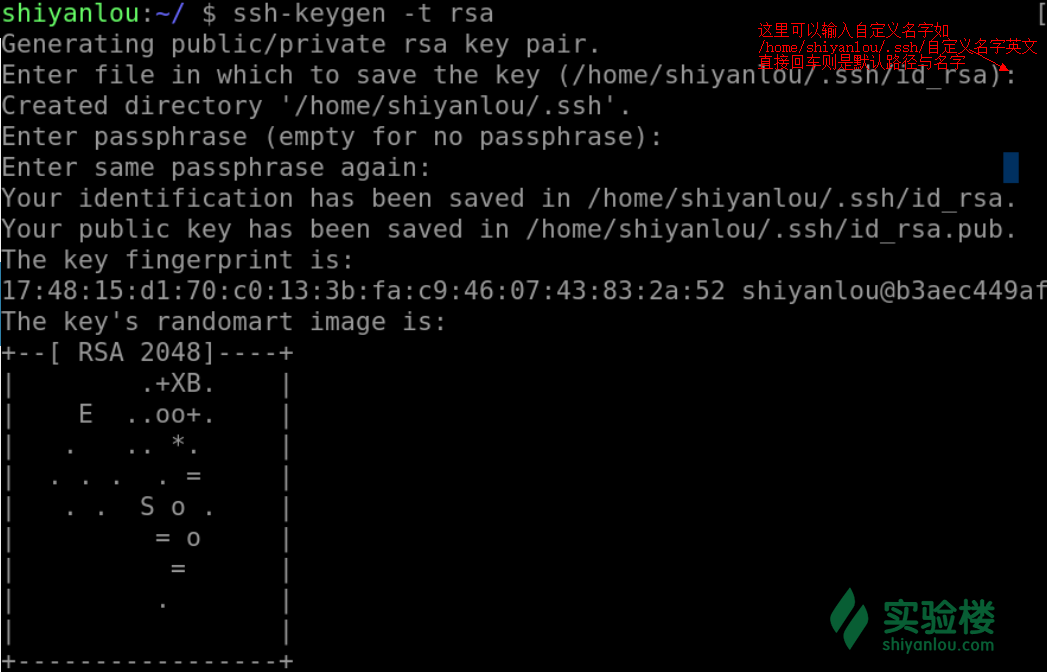 shiyanlou:~/ $ ssh-keygen -t rsa [
这里可以输入自定义名字如
/home/shiyanlou/.ssh/自定义名字英文
直接回车则是默认路径与名字
Generating public/private rsa key pair.
Enter file in which to save the key (/home/shiyanlou/.ssh/id_rsa):
Created directory '/home/shiyanlou/.ssh'.
Enter passphrase (empty for no passphrase):
Enter same passphrase again:
Your identification has been saved in /home/shiyanlou/.ssh/id_rsa.
Your public key has been saved in /home/shiyanlou/.ssh/id_rsa.pub.
The key fingerprint is:
17:48:15:d1:70:c0:13:3b:fa:c9:46:07:43:83:2a:52 shiyanlou@b3aec449af
The key's randomart image is:
+--[ RSA 2048]----+
|        .+XB.    |
|    E  ..oo+.    |
|   .   .. *.     |
|  . . .  . =     |
|   . .  S o .    |
|         = o     |
|          =      |
|         .       |
|                 |
+-----------------+
实验楼
shiyanlou.com